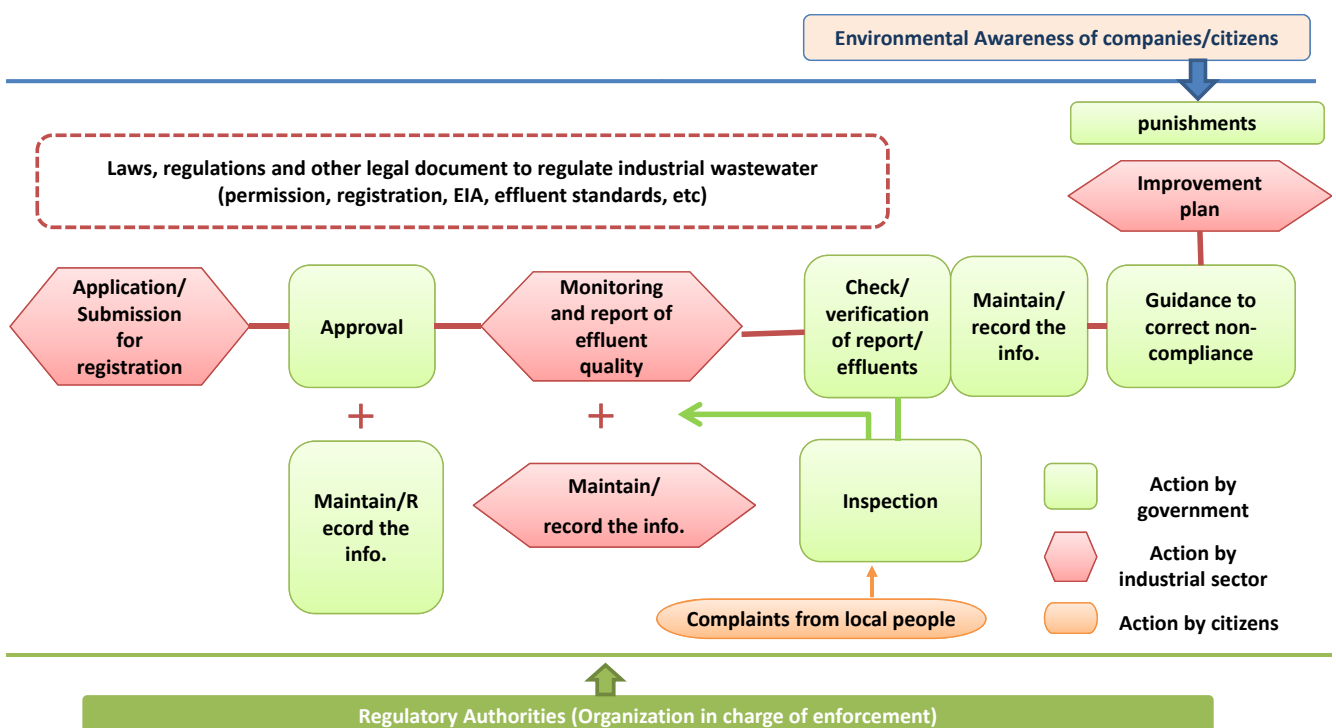 Environmental Awareness of companies/citizens
punishments
Laws, regulations and other legal document to regulate industrial wastewater
(permission, registration, EIA, effluent standards, etc)
Improvement
plan
Application/
Submission
for
registration
Approval
Monitoring
and report of
effluent
quality
Check/
verification
of report/
effluents
Maintain/
record the
info.
Guidance to
correct non-
compliance
+
+
Maintain/R
ecord the
info.
Maintain/
record the info.
Inspection
Action by
government
Action by
industrial sector
Complaints from local people
Action by citizens
Regulatory Authorities (Organization in charge of enforcement)